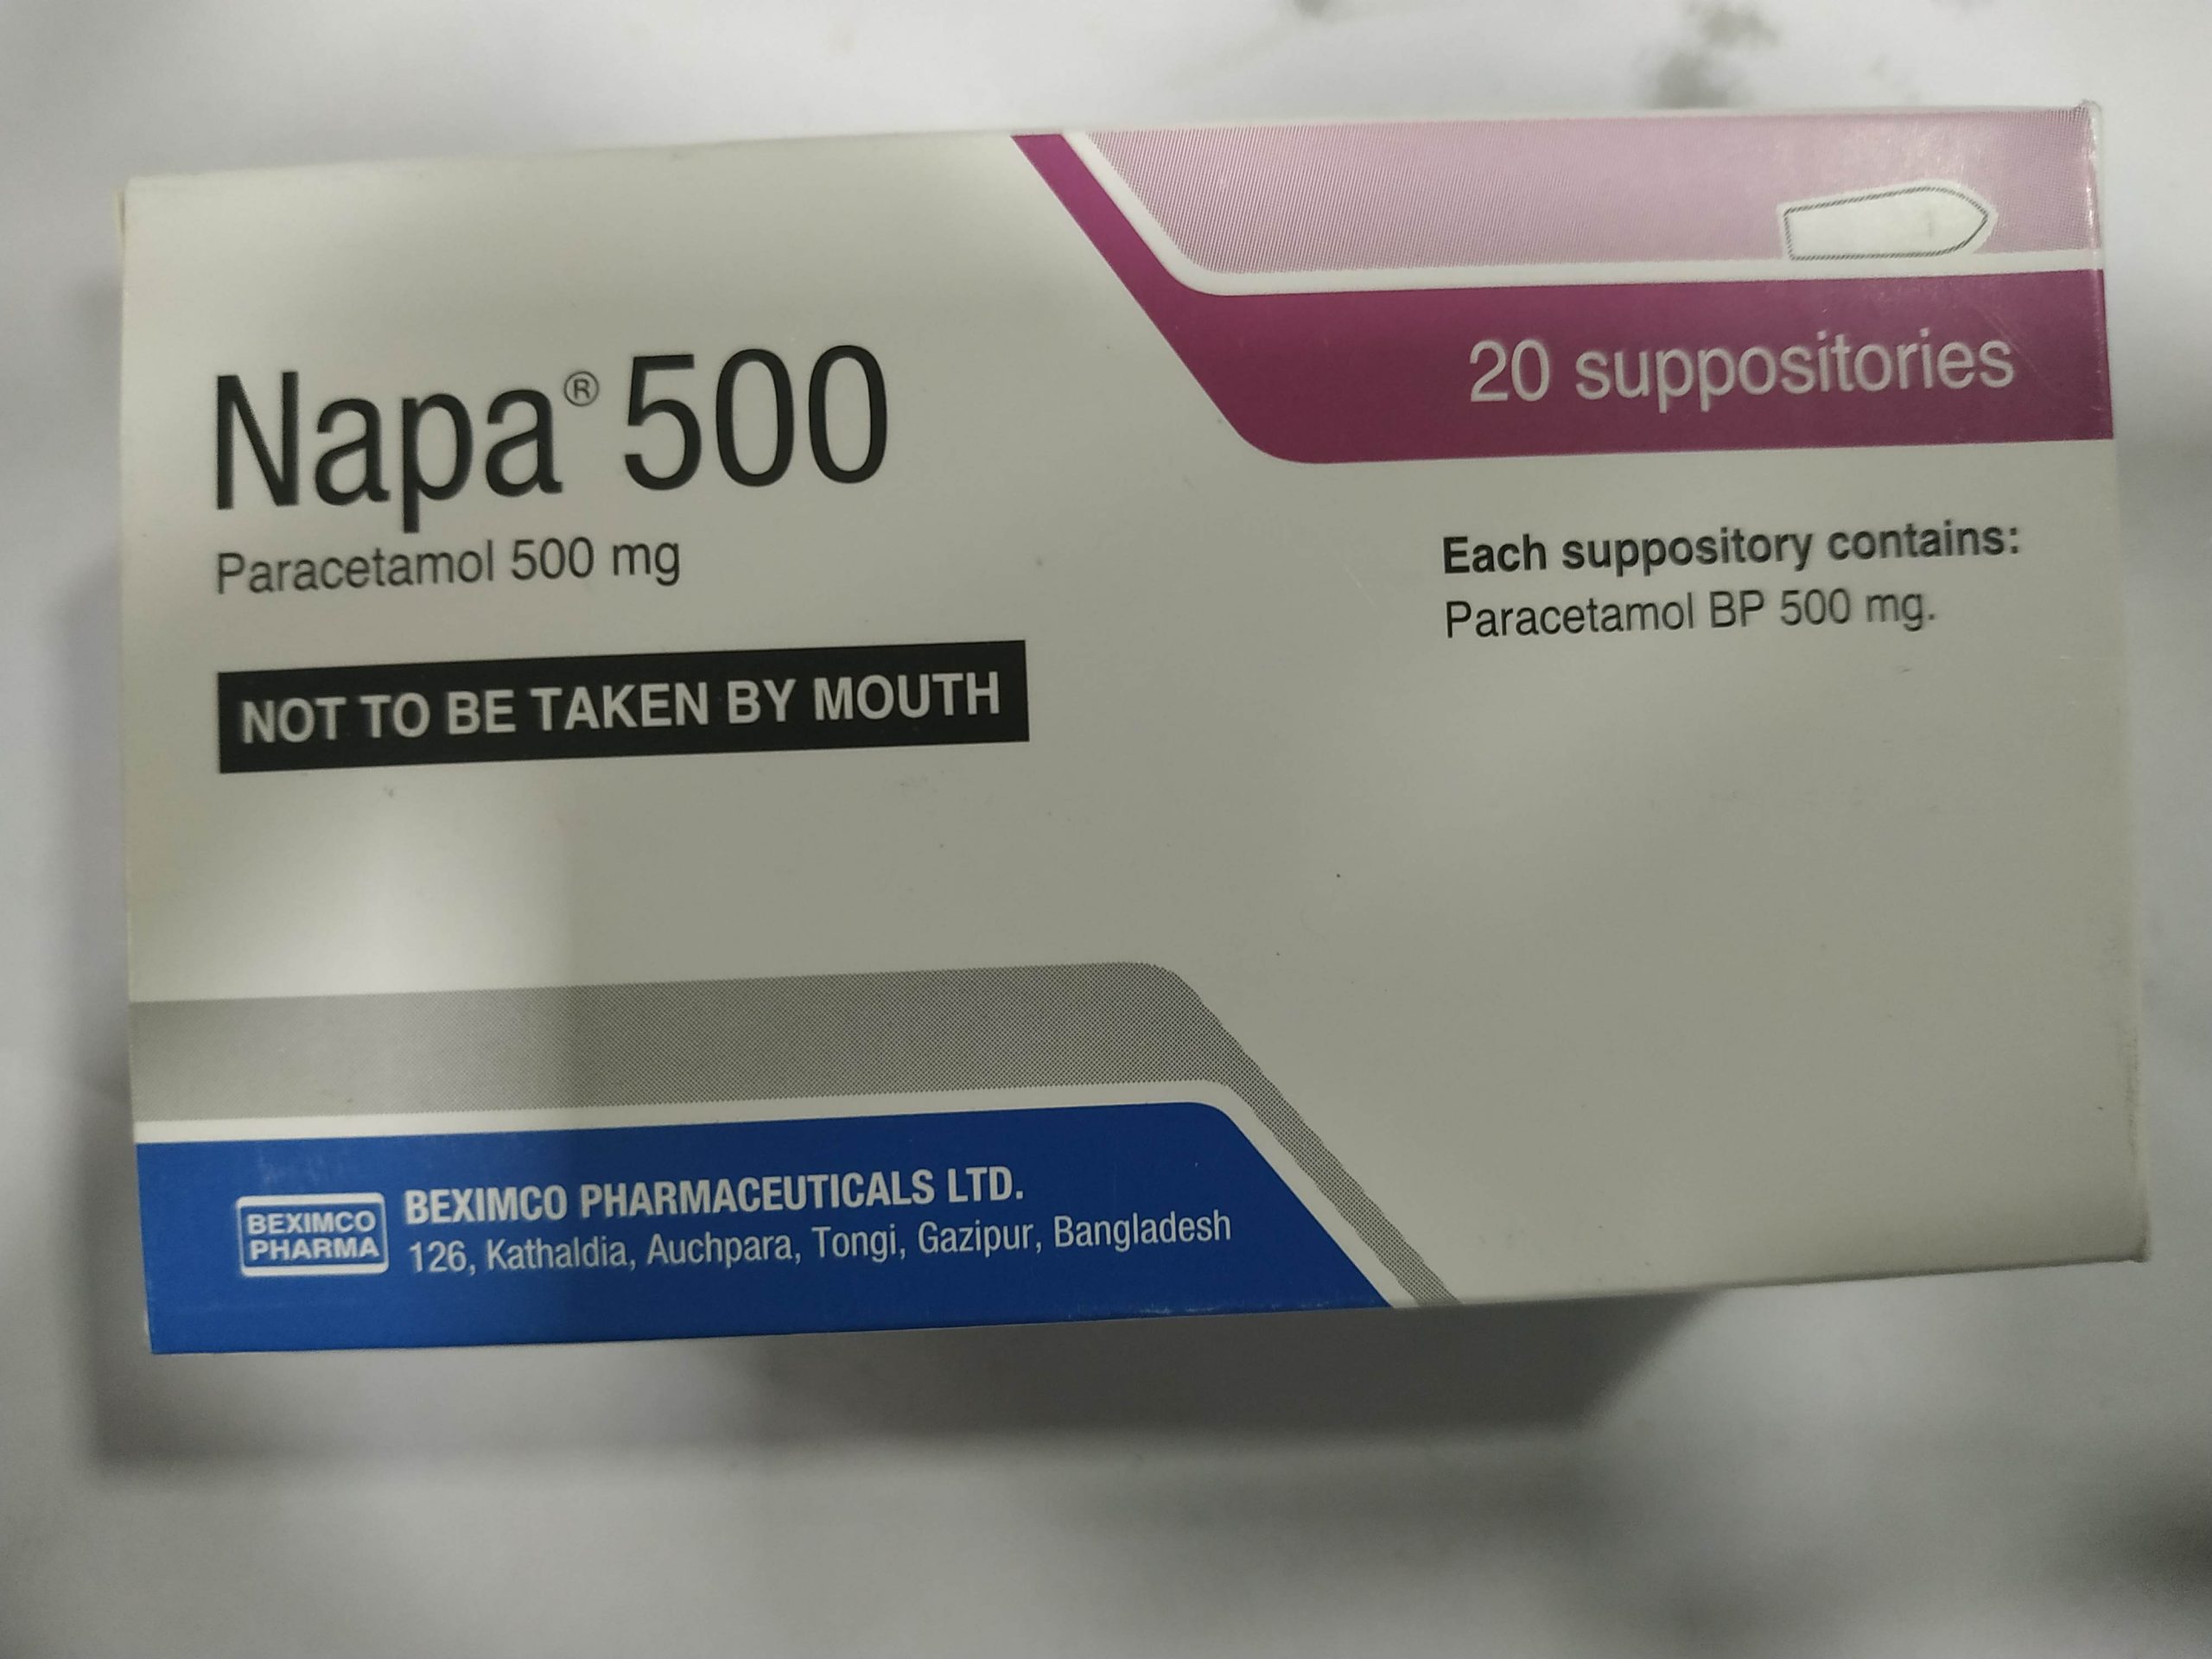 Napa® 500
Paracetamol 500 mg
NOT TO BE TAKEN BY MOUTH
20 suppositories
Each suppository contains:
Paracetamol BP 500 mg.
BEXIMCO
PHARMA
BEXIMCO PHARMACEUTICALS LTD.
126, Kathaldia, Auchpara, Tongi, Gazipur, Bangladesh